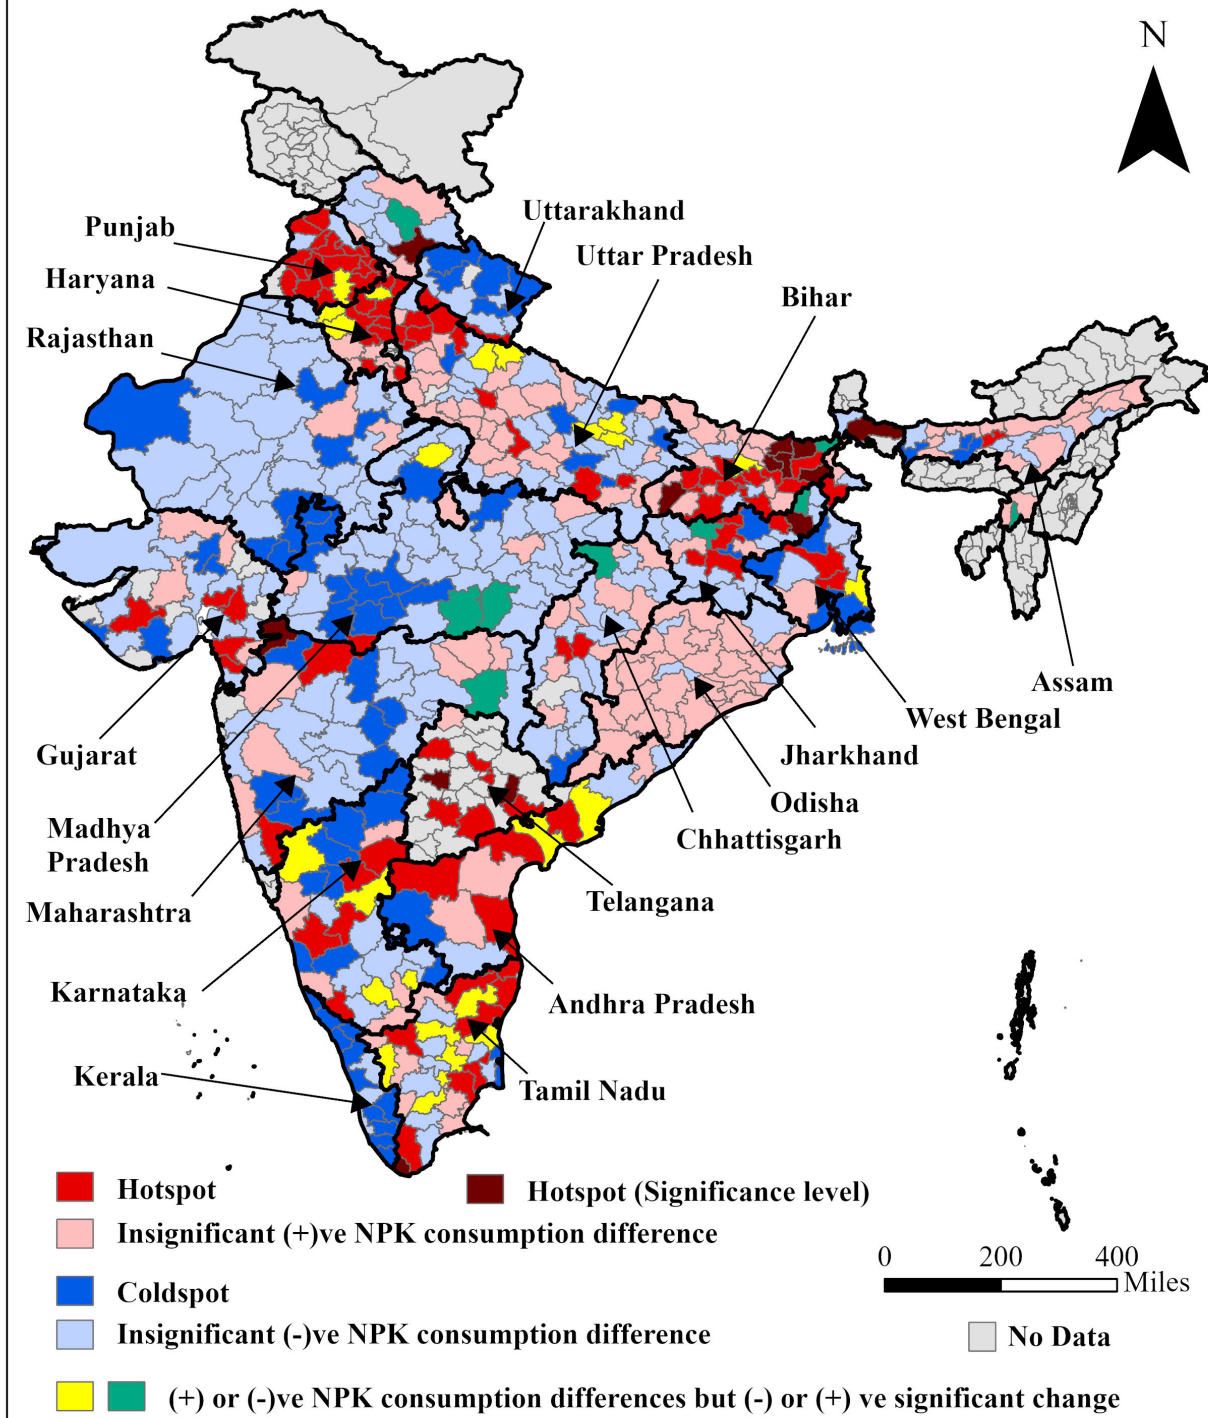 N
Punjab
Uttarakhand
Haryana
Uttar Pradesh
Rajasthan
Bihar
Gujarat
Assam
West Bengal
Jharkhand
Odisha
Madhya
Pradesh
Chhattisgarh
Maharashtra
Telangana
Karnataka
Andhra Pradesh
Kerala
Tamil Nadu
Hotspot
Hotspot (Significance level)
Insignificant (+)ve NPK consumption difference
0 200 400
Miles
Coldspot
Insignificant (-)ve NPK consumption difference
No Data
(+) or (-)ve NPK consumption differences but (-) or (+) ve significant change